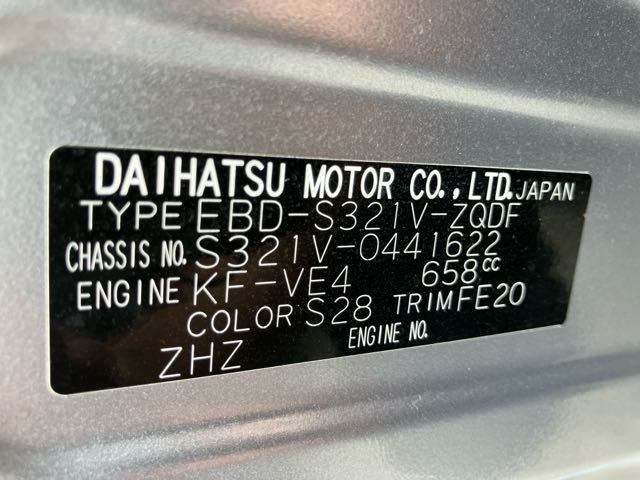 DAIHATSU MOTOR CO., LTD. JAPAN
TYPE EBD-S321V-ZQDF
CHASSIS NO. S321V-0441622
ENGINE KF-VE4 658cc
COLOR S28 TRIM FE20
ENGINE NO.
ZHZ